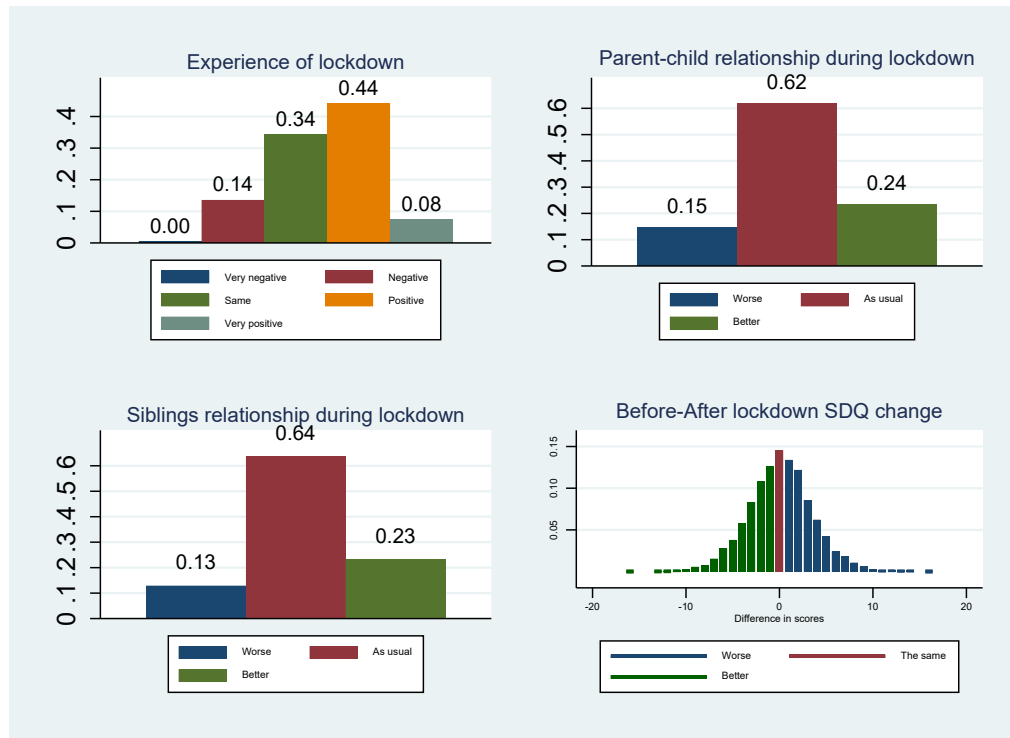 Experience of lockdown
0 .1 .2 .3 .4
0.00
0.14
0.34
0.44
0.08
Very negative
Negative
Same
Positive
Very positive
Parent-child relationship during lockdown
0 .1 .2 .3 .4 .5 .6
0.15
0.62
0.24
Worse
As usual
Better
Siblings relationship during lockdown
0 .1 .2 .3 .4 .5 .6
0.13
0.64
0.23
Worse
As usual
Better
Before-After lockdown SDQ change
0.05 0.10 0.15
-20
-10
0
10
20
Difference in scores
Worse
The same
Better